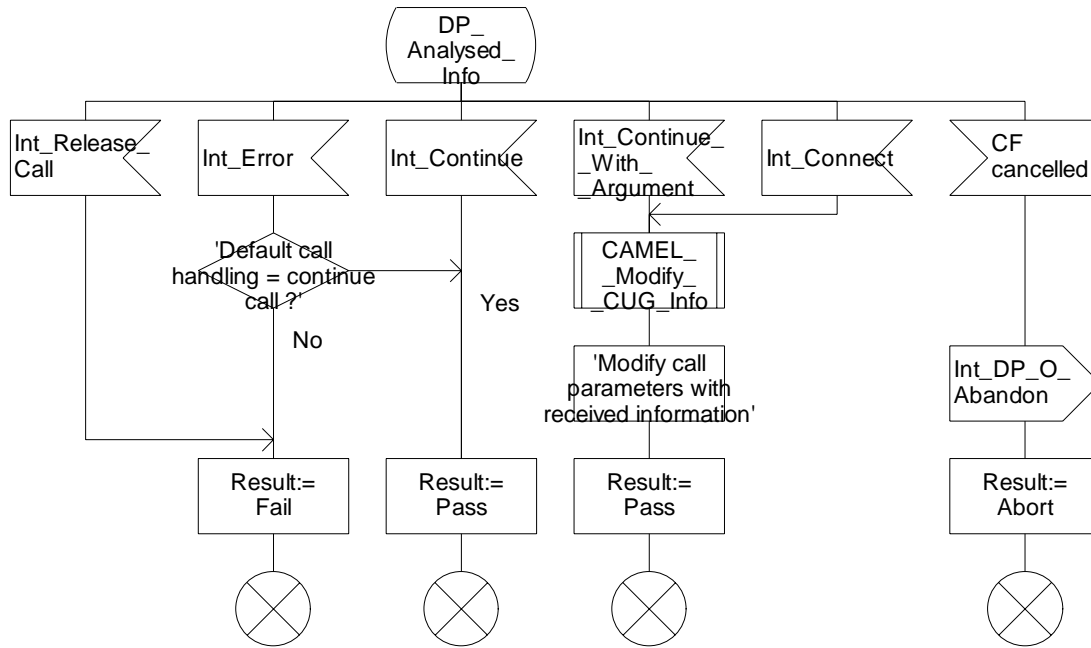 DP_
Analysed_
Info
Int_Release_
Call
Int_Error
Int_Continue
Int_Continue_
_With_
_Argument
Int_Connect
CF
cancelled
'Default call
handling = continue
call ?'
Yes
No
CAMEL_
_Modify_
_CUG_Info
'Modify call
parameters with
received information'
Int_DP_O_
Abandon
Result:=
Fail
Result:=
Pass
Result:=
Pass
Result:=
Abort